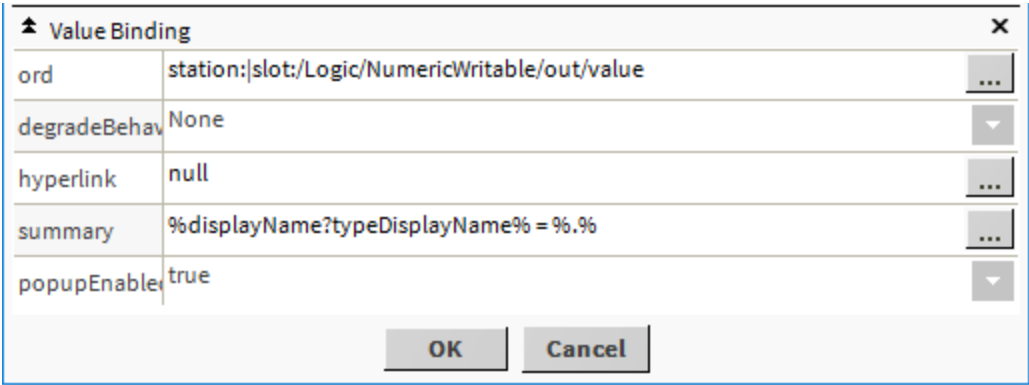 Value Binding
ord station:|slot:/Logic/NumericWritable/out/value ...
degradeBehav None
hyperlink null ...
summary %displayName?typeDisplayName% = %.% ...
popupEnable true
OK Cancel